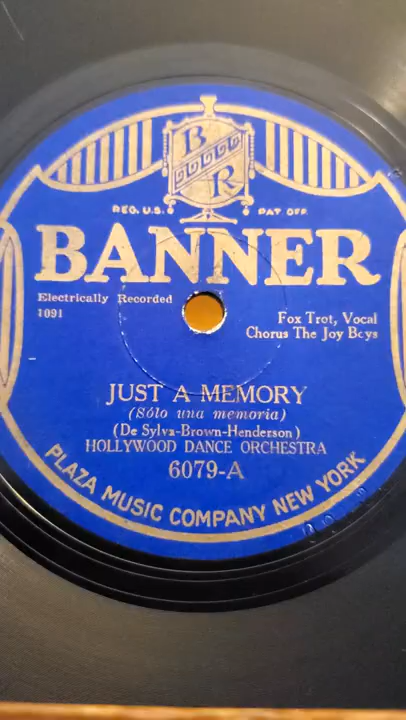 B
R
REG. U.S. PAT OFF.
BANNER
Electrically Recorded
1091
Fox Trot, Vocal
Chorus The Joy Boys
JUST A MEMORY
(Sólo una memoria)
(De Sylva-Brown-Henderson)
HOLLYWOOD DANCE ORCHESTRA
6079-A
PLAZA MUSIC COMPANY NEW YORK